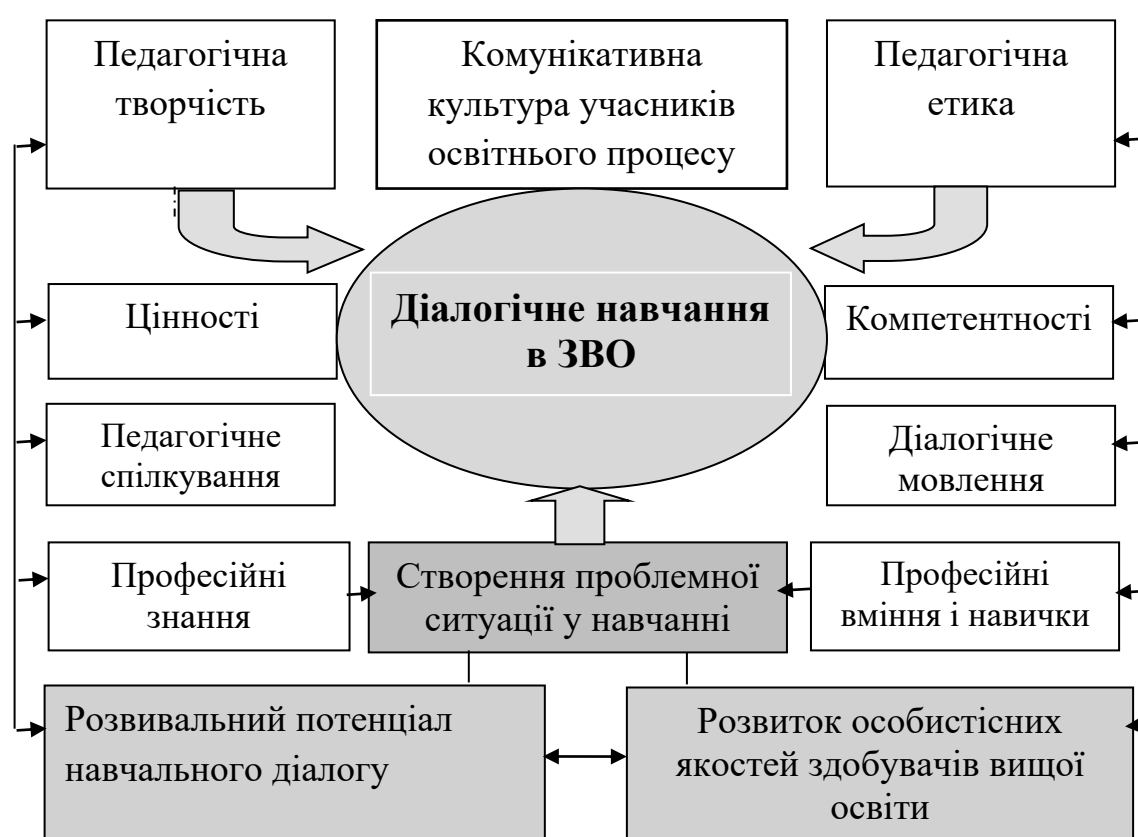 Педагогічна
творчість
Комунікативна
культура учасників
освітнього процесу
Педагогічна
етика
Цінності
Діалогічне навчання
в ЗВО
Компетентності
Педагогічне
спілкування
Діалогічне
мовлення
Професійні
знання
Створення проблемної
ситуації у навчанні
Професійні
вміння і навички
Розвивальний потенціал
навчального діалогу
Розвиток особистісних
якостей здобувачів вищої
освіти